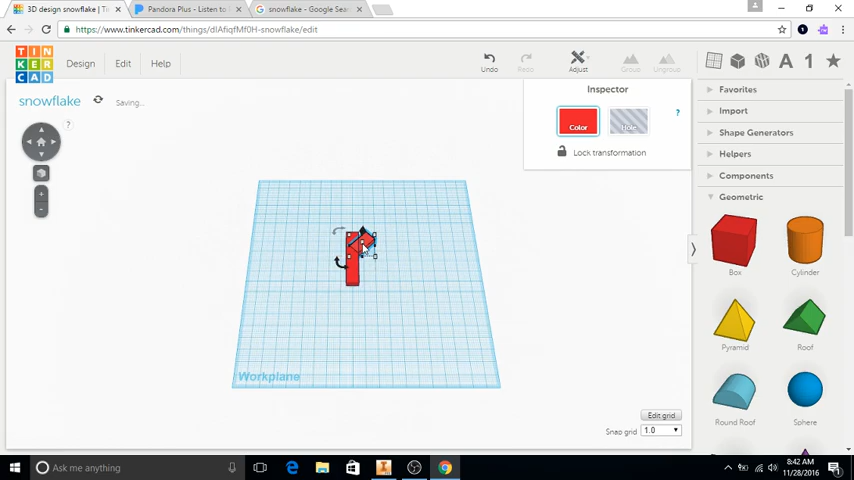 3D design snowflake | Tin
Pandora Plus - Listen to
snowflake - Google Sear
https://www.tinkercad.com/things/dIAfiqfMf0H-snowflake/edit
TIN
KER
CAD
Design
Edit
Help
Undo
Redo
Adjust
Group
Ungroup
snowflake
Saving...
?
Inspector
Color
Hole
?
Lock transformation
Favorites
Import
Shape Generators
Helpers
Components
Geometric
Box
Cylinder
Pyramid
Roof
Round Roof
Sphere
Workplane
Edit grid
Snap grid
1.0
Ask me anything
8:42 AM
11/28/2016